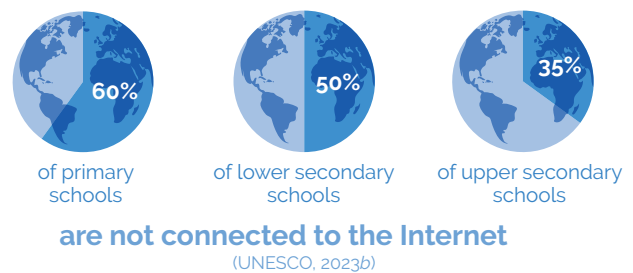 60%
of primary
schools
50%
of lower secondary
schools
35%
of upper secondary
schools
are not connected to the Internet
(UNESCO, 2023b)